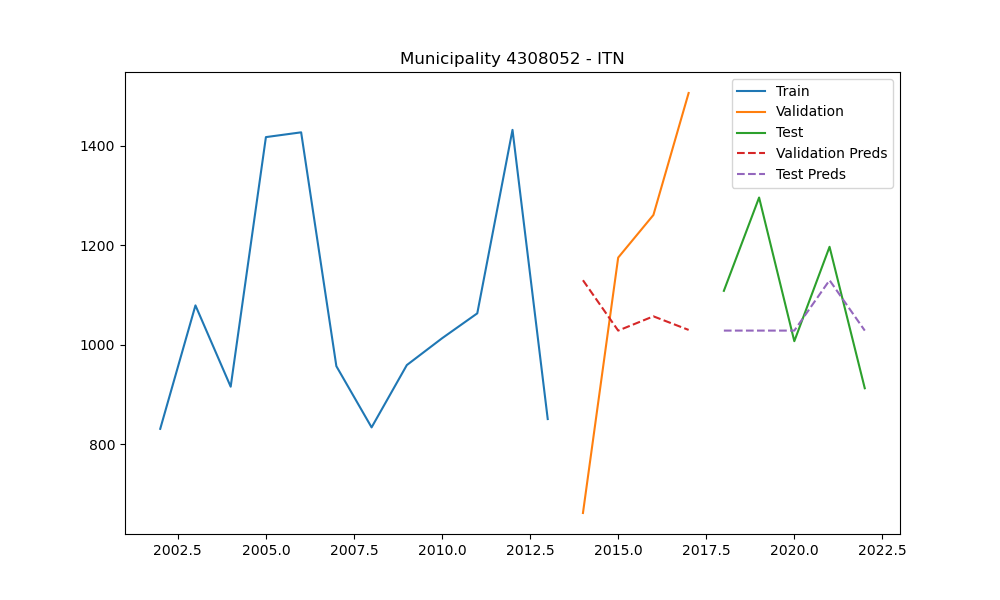 Municipality 4308052 - ITN
Train
Validation
Test
Validation Preds
Test Preds
1400
1200
1000
800
2002.5 2005.0 2007.5 2010.0 2012.5 2015.0 2017.5 2020.0 2022.5